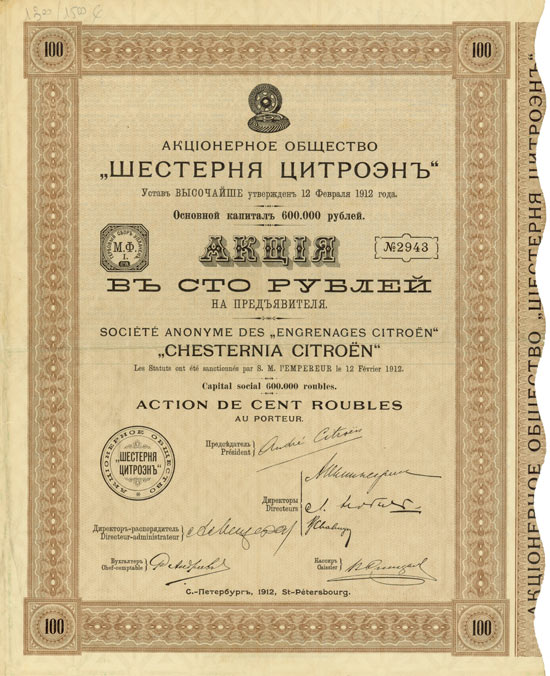 1300/1500 €
100
100
АКЦІОНЕРНОЕ ОБЩЕСТВО
„ШЕСТЕРНЯ ЦИТРОЭНЪ“
Уставъ ВЫСОЧАЙШЕ утвержденъ 12 Февраля 1912 года.
Основной капиталъ 600.000 рублей.
М.Ф.
I.
АКЦІЯ
№2943
ВЪ СТО РУБЛЕЙ
НА ПРЕДЪЯВИТЕЛЯ.
SOCIÉTÉ ANONYME DES „ENGRENAGES CITROËN“
„CHESTERNIA CITROËN“
Les Statuts ont été sanctionnés par S. M. l'EMPEREUR le 12 Février 1912.
Capital social 600.000 roubles.
ACTION DE CENT ROUBLES
AU PORTEUR.
АКЦІОНЕРНОЕ ОБЩЕСТВО
„ШЕСТЕРНЯ
ЦИТРОЭНЪ“
Предсѣдатель
Président
André Citroën
Директоры
Directeurs
Директоръ-распорядитель
Directeur-administrateur
Бухгалтеръ
Chef-comptable
Кассиръ
Caissier
С.-Петербургъ, 1912, St-Pétersbourg.
100
100
АКЦІОНЕРНОЕ ОБЩЕСТВО „ШЕСТЕРНЯ ЦИТРОЭНЪ“